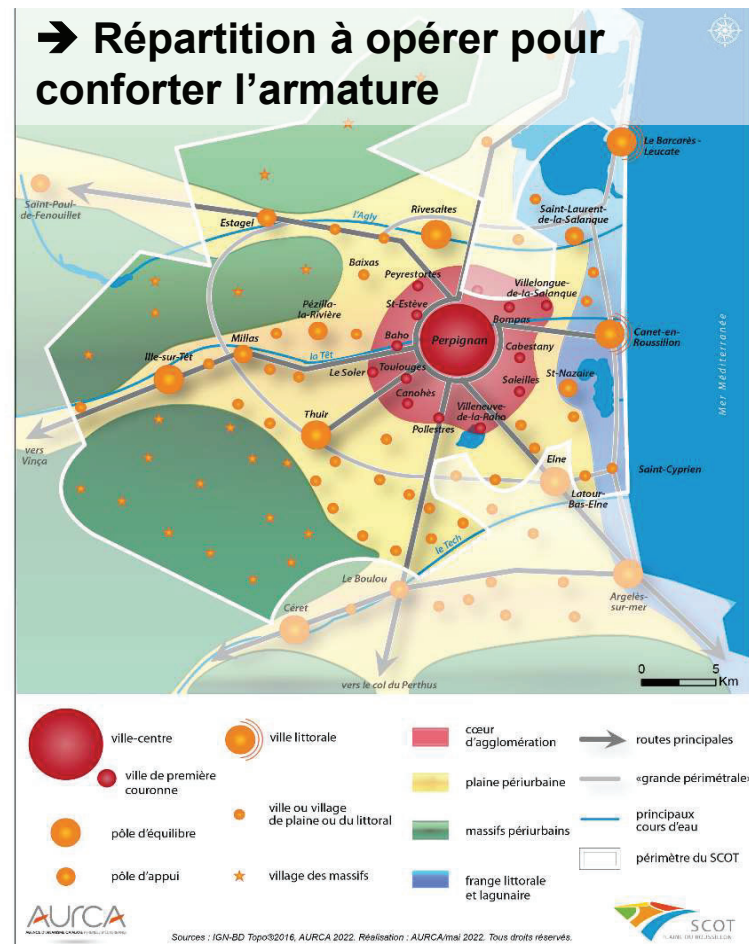 ➔ Répartition à opérer pour
conforter l'armature
Le Barcarès -
Leucate
Saint-Paul-
de-Fenouillet
Estagel
l'Agly
Rivesaltes
Saint-Laurent-
de-la-Salanque
Baixas
Peyrestortes
Villelongue-
de-la-Salanque
Pézilla-
la-Rivière
St-Estève
Bompas
Millas
Baho
Perpignan
Canet-en-
Roussillon
Ille-sur-Têt
la Têt
Cabestany
Le Soler
Toulouges
St-Nazaire
Saleilles
Canohès
Mer Méditerranée
Thuir
Villeneuve-
de-la-Raho
Pollestres
vers
Vinça
Elne
Saint-Cyprien
Latour-
Bas-Elne
le Tech
Le Boulou
Céret
Argelès-
sur-mer
0 5
Km
vers le col du Perthus
ville-centre
ville de première
couronne
pôle d'équilibre
pôle d'appui
ville littorale
ville ou village
de plaine ou du littoral
village des massifs
cœur
d'agglomération
plaine périurbaine
massifs périurbains
frange littorale
et lagunaire
routes principales
«grande périmétrale»
principaux
cours d'eau
périmètre du SCOT
AURCA
Sources : IGN-BD Topo®2016, AURCA 2022. Réalisation : AURCA/mai 2022. Tous droits réservés.
SCOT
PLAINE DU ROUSSILLON